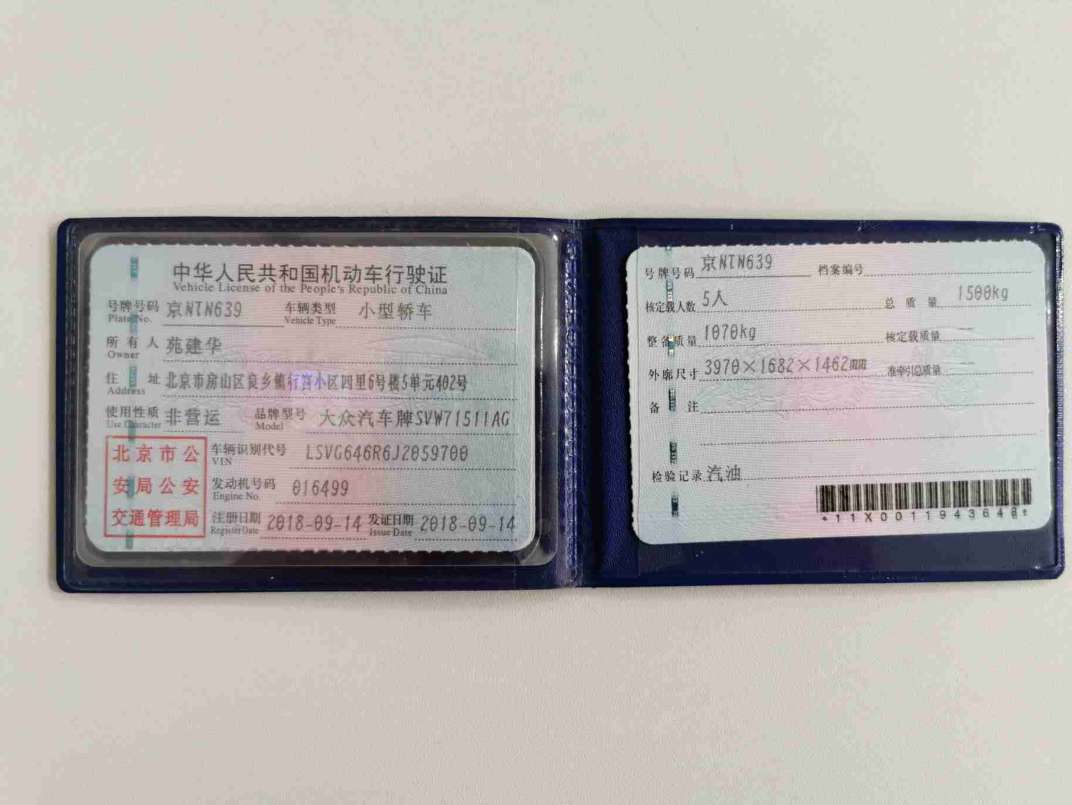 中华人民共和国机动车行驶证
Vehicle License of the People's Republic of China
号牌号码 京NTN639 车辆类型 小型轿车
Plate No. Vehicle Type
所有人 苑建华
Owner
住址 北京市房山区良乡镇行宫小区四里6号楼5单元402号
Address
使用性质 非营运 品牌型号 大众汽车牌SVW71511AG
Use Character Model
北京市公安局公安交通管理局
车辆识别代号 LSVG646R6J2059700
VIN
发动机号码 016499
Engine No.
注册日期 2018-09-14 发证日期 2018-09-14
Register Date Issue Date
号牌号码 京NTN639 档案编号
核定载人数 5人 总质量 1500kg
整备质量 1070kg 核定载质量 --
外廓尺寸 3970×1682×1462mm 准牵引总质量 --
备注
检验记录 汽油
*11X0011943648*